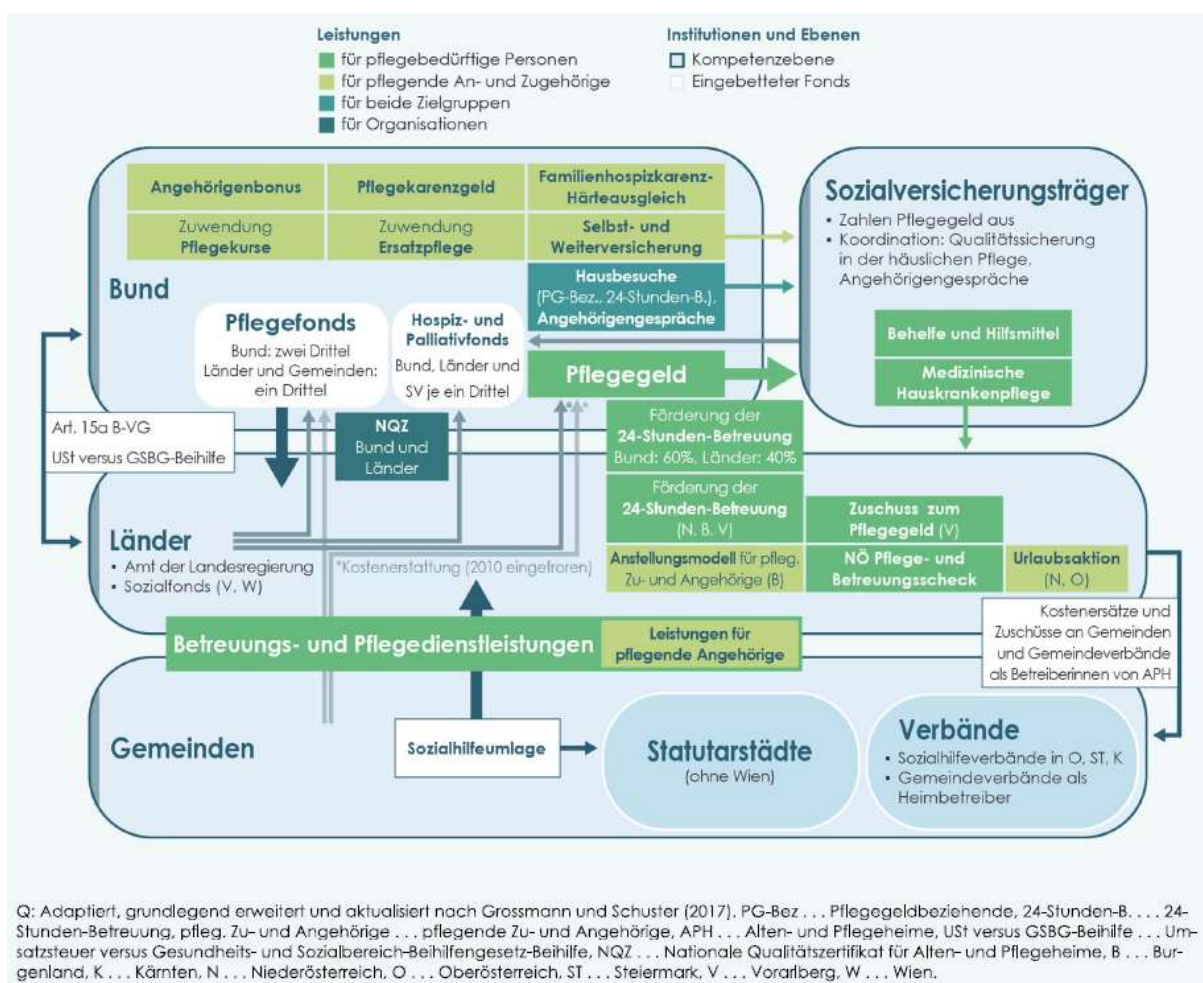 Leistungen
für pflegebedürftige Personen
für pflegende An- und Zugehörige
für beide Zielgruppen
für Organisationen
Institutionen und Ebenen
Kompetenzebene
Eingebetteter Fonds
Angehörigenbonus
Pflegekarenzgeld
Familienhospizkarenz-
Härteausgleich
Zuwendung
Pflegekurse
Zuwendung
Ersatzpflege
Selbst- und
Weiterversicherung
Hausbesuche
(PG-Bez., 24-Stunden-B.),
Angehörigengespräche
Bund
Pflegefonds
Bund: zwei Drittel
Länder und Gemeinden:
ein Drittel
Hospiz- und
Palliativfonds
Bund, Länder und
SV je ein Drittel
Pflegegeld
Sozialversicherungsträger
• Zahlen Pflegegeld aus
• Koordination: Qualitätssicherung
in der häuslichen Pflege,
Angehörigengespräche
Behelfe und Hilfsmittel
Medizinische
Hauskrankenpflege
Art. 15a B-VG
USt versus GSBG-Beihilfe
NQZ
Bund und
Länder
Förderung der
24-Stunden-Betreuung
Bund: 60%, Länder: 40%
Förderung der
24-Stunden-Betreuung
(N, B, V)
Zuschuss zum
Pflegegeld (V)
Länder
• Amt der Landesregierung
• Sozialfonds (V, W)
*Kostenerstattung (2010 eingefroren)
Anstellungsmodell für pfleg.
Zu- und Angehörige (B)
NÖ Pflege- und
Betreuungsscheck
Urlaubsaktion
(N, O)
Betreuungs- und Pflegedienstleistungen
Leistungen für
pflegende Angehörige
Kostenersätze und
Zuschüsse an Gemeinden
und Gemeindeverbände
als Betreiberinnen von APH
Gemeinden
Sozialhilfeumlage
Statutarstädte
(ohne Wien)
Verbände
• Sozialhilfeverbände in O, ST, K
• Gemeindeverbände als
Heimbetreiber
Q: Adaptiert, grundlegend erweitert und aktualisiert nach Grossmann und Schuster (2017). PG-Bez . . . Pflegegeldbeziehende, 24-Stunden-B. . . . 24-
Stunden-Betreuung, pfleg. Zu- und Angehörige . . . pflegende Zu- und Angehörige, APH . . . Alten- und Pflegeheime, USt versus GSBG-Beihilfe . . . Um-
satzsteuer versus Gesundheits- und Sozialbereich-Beihilfengesetz-Beihilfe, NQZ . . . Nationale Qualitätszertifikat für Alten- und Pflegeheime, B . . . Bur-
genland, K . . . Kärnten, N . . . Niederösterreich, O . . . Oberösterreich, ST . . . Steiermark, V . . . Vorarlberg, W . . . Wien.